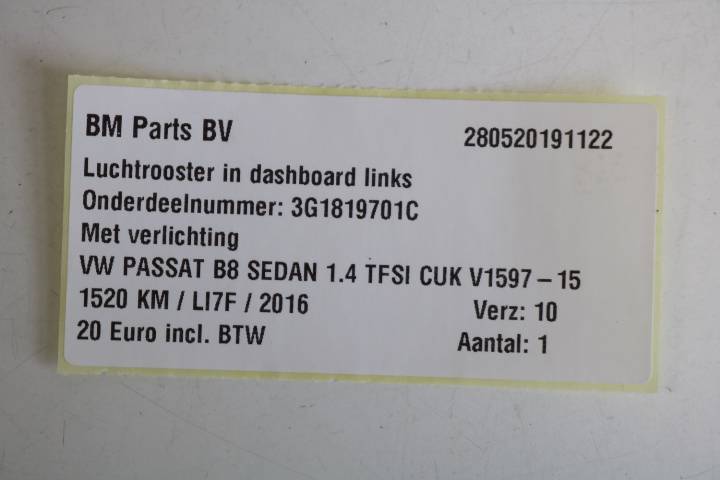 BM Parts BV 280520191122
Luchtrooster in dashboard links
Onderdeelnummer: 3G1819701C
Met verlichting
VW PASSAT B8 SEDAN 1.4 TFSI CUK V1597 – 15
1520 KM / LI7F / 2016 Verz: 10
20 Euro incl. BTW Aantal: 1